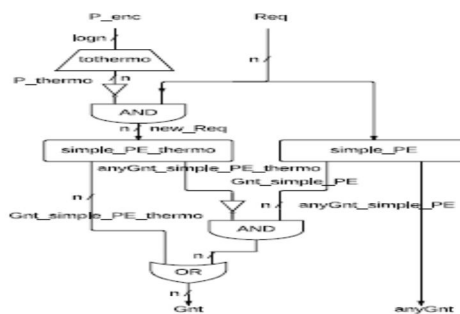 P_enc Req
logn
tothermo
P_thermo n n
AND
n new_Req
simple_PE_thermo simple_PE
anyGnt_simple_PE_thermo
n Gnt_simple_PE
Gnt_simple_PE_thermo n anyGnt_simple_PE
AND
n
OR
n
Gnt anyGnt